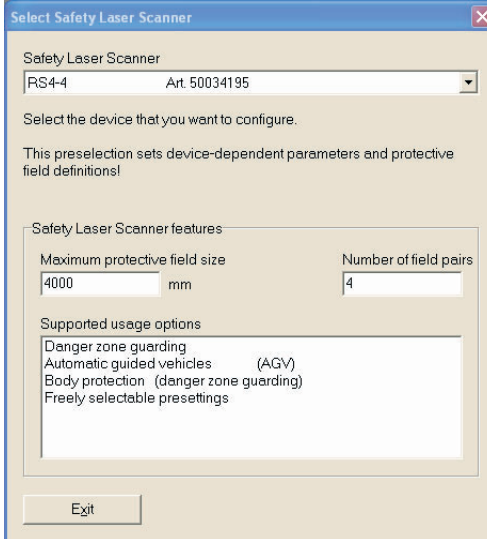 Select Safety Laser Scanner
Safety Laser Scanner
RS4-4 Art. 50034195
Select the device that you want to configure.
This preselection sets device-dependent parameters and protective
field definitions!
Safety Laser Scanner features
Maximum protective field size Number of field pairs
4000 mm 4
Supported usage options
Danger zone guarding
Automatic guided vehicles (AGV)
Body protection (danger zone guarding)
Freely selectable presettings
Exit